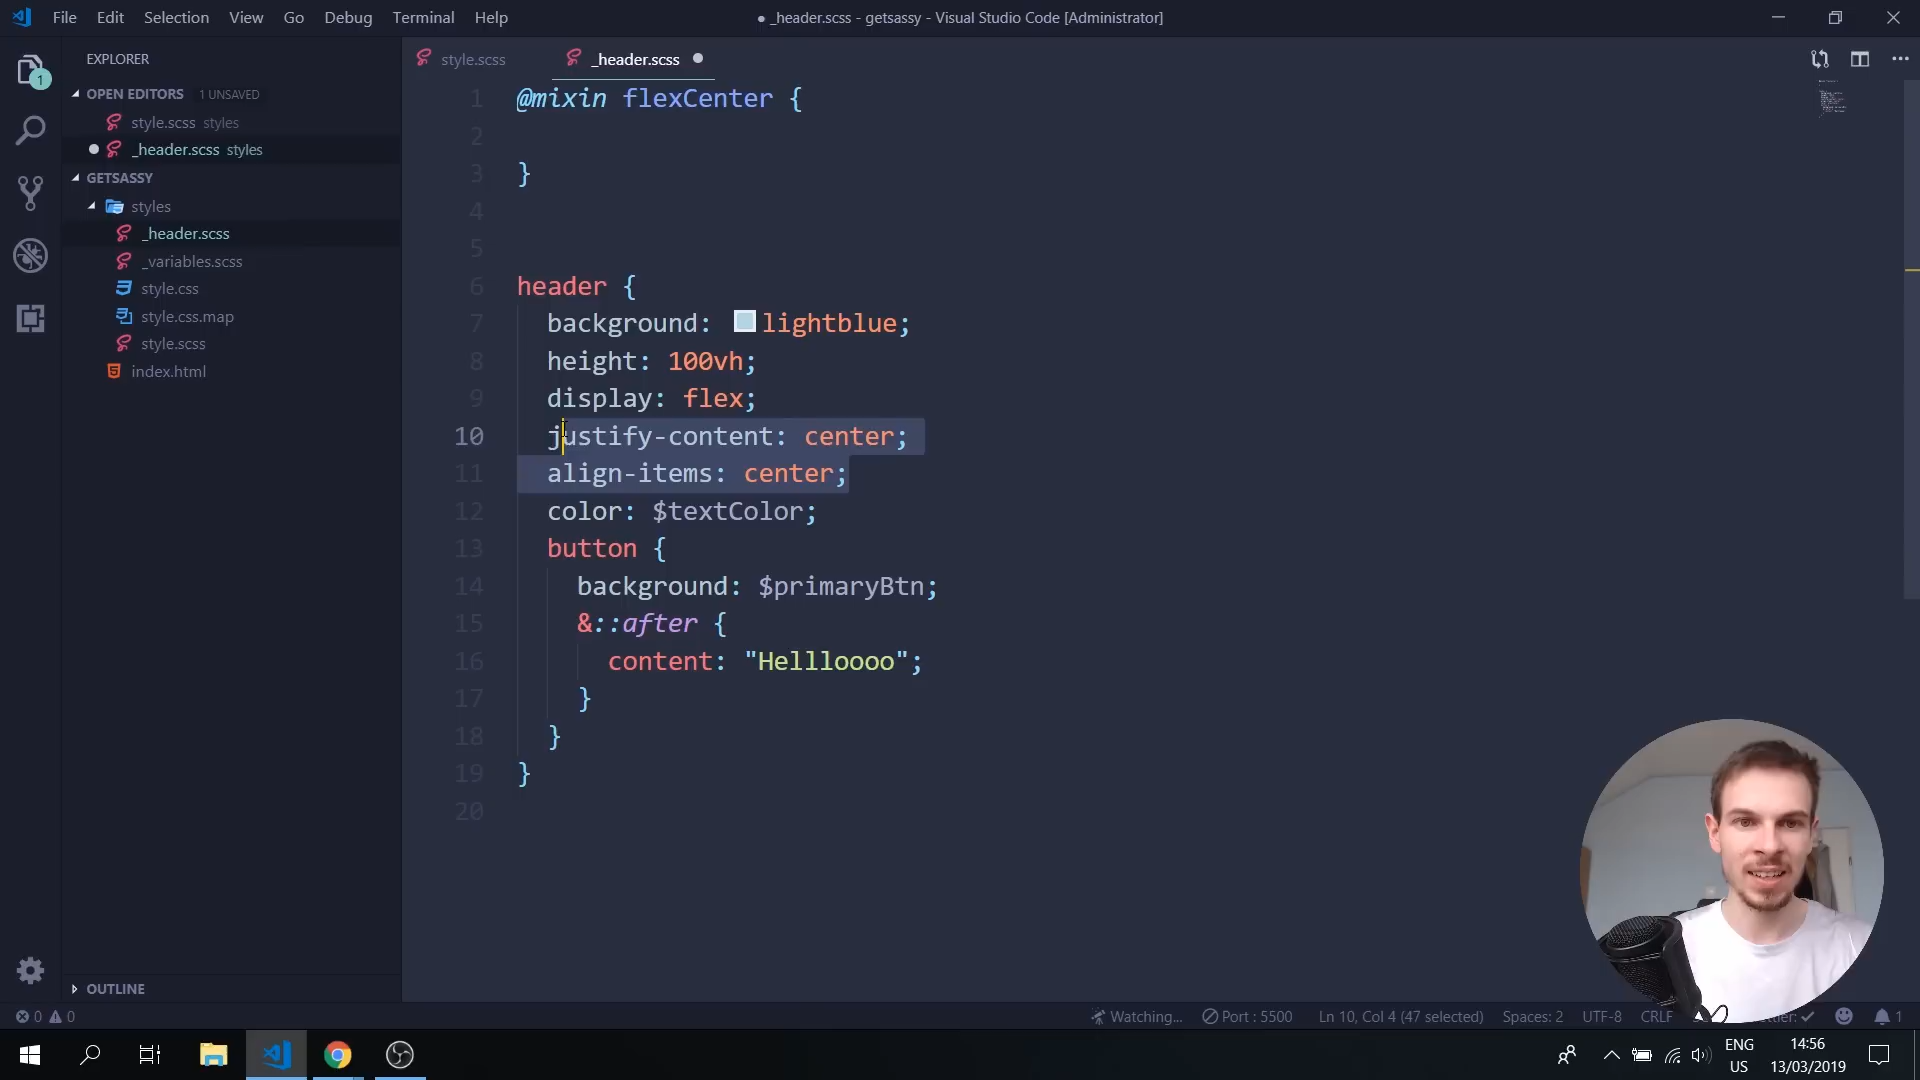 File Edit Selection View Go Debug Terminal Help
● _header.scss - getsassy - Visual Studio Code [Administrator]
EXPLORER
OPEN EDITORS 1 UNSAVED
style.scss styles
_header.scss styles
GETSASSY
styles
_header.scss
_variables.scss
style.css
style.css.map
style.scss
index.html
OUTLINE
1
style.scss
_header.scss
1 @mixin flexCenter {
2
3 }
4
5
6 header {
7 background: lightblue;
8 height: 100vh;
9 display: flex;
10 justify-content: center;
11 align-items: center;
12 color: $textColor;
13 button {
14 background: $primaryBtn;
15 &::after {
16 content: "Hellloooo";
17 }
18 }
19 }
20
0 0
Watching... Port : 5500 Ln 10, Col 4 (47 selected) Spaces: 2 UTF-8 CRLF
1
ENG
US
14:56
13/03/2019